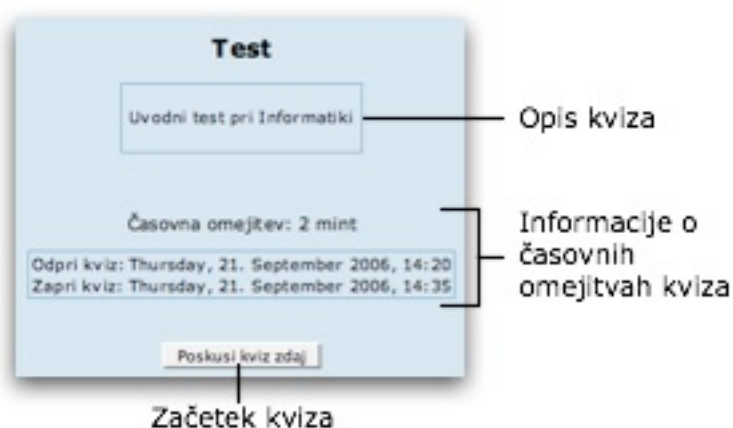 Test
Uvodni test pri Informatiki
Opis kviza
Časovna omejitev: 2 mint
Informacije o
časovnih
omejitvah kviza
Odpri kviz: Thursday, 21. September 2006, 14:20
Zapri kviz: Thursday, 21. September 2006, 14:35
Poskusi kviz zdaj
Začetek kviza